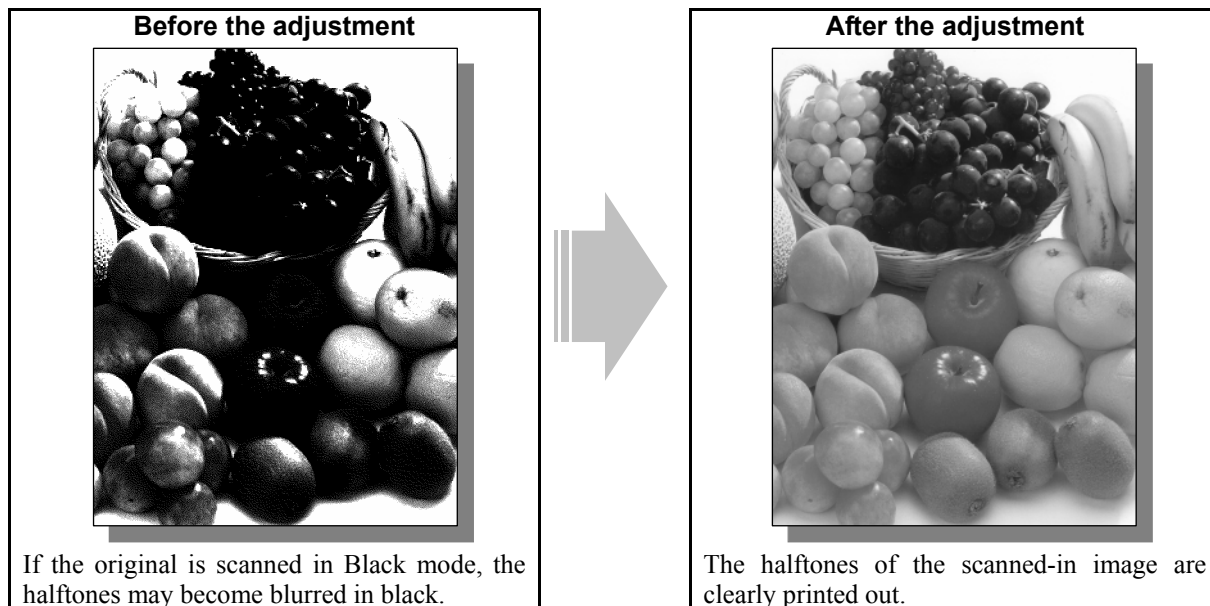 Before the adjustment
If the original is scanned in Black mode, the
halftones may become blurred in black.
After the adjustment
The halftones of the scanned-in image are
clearly printed out.